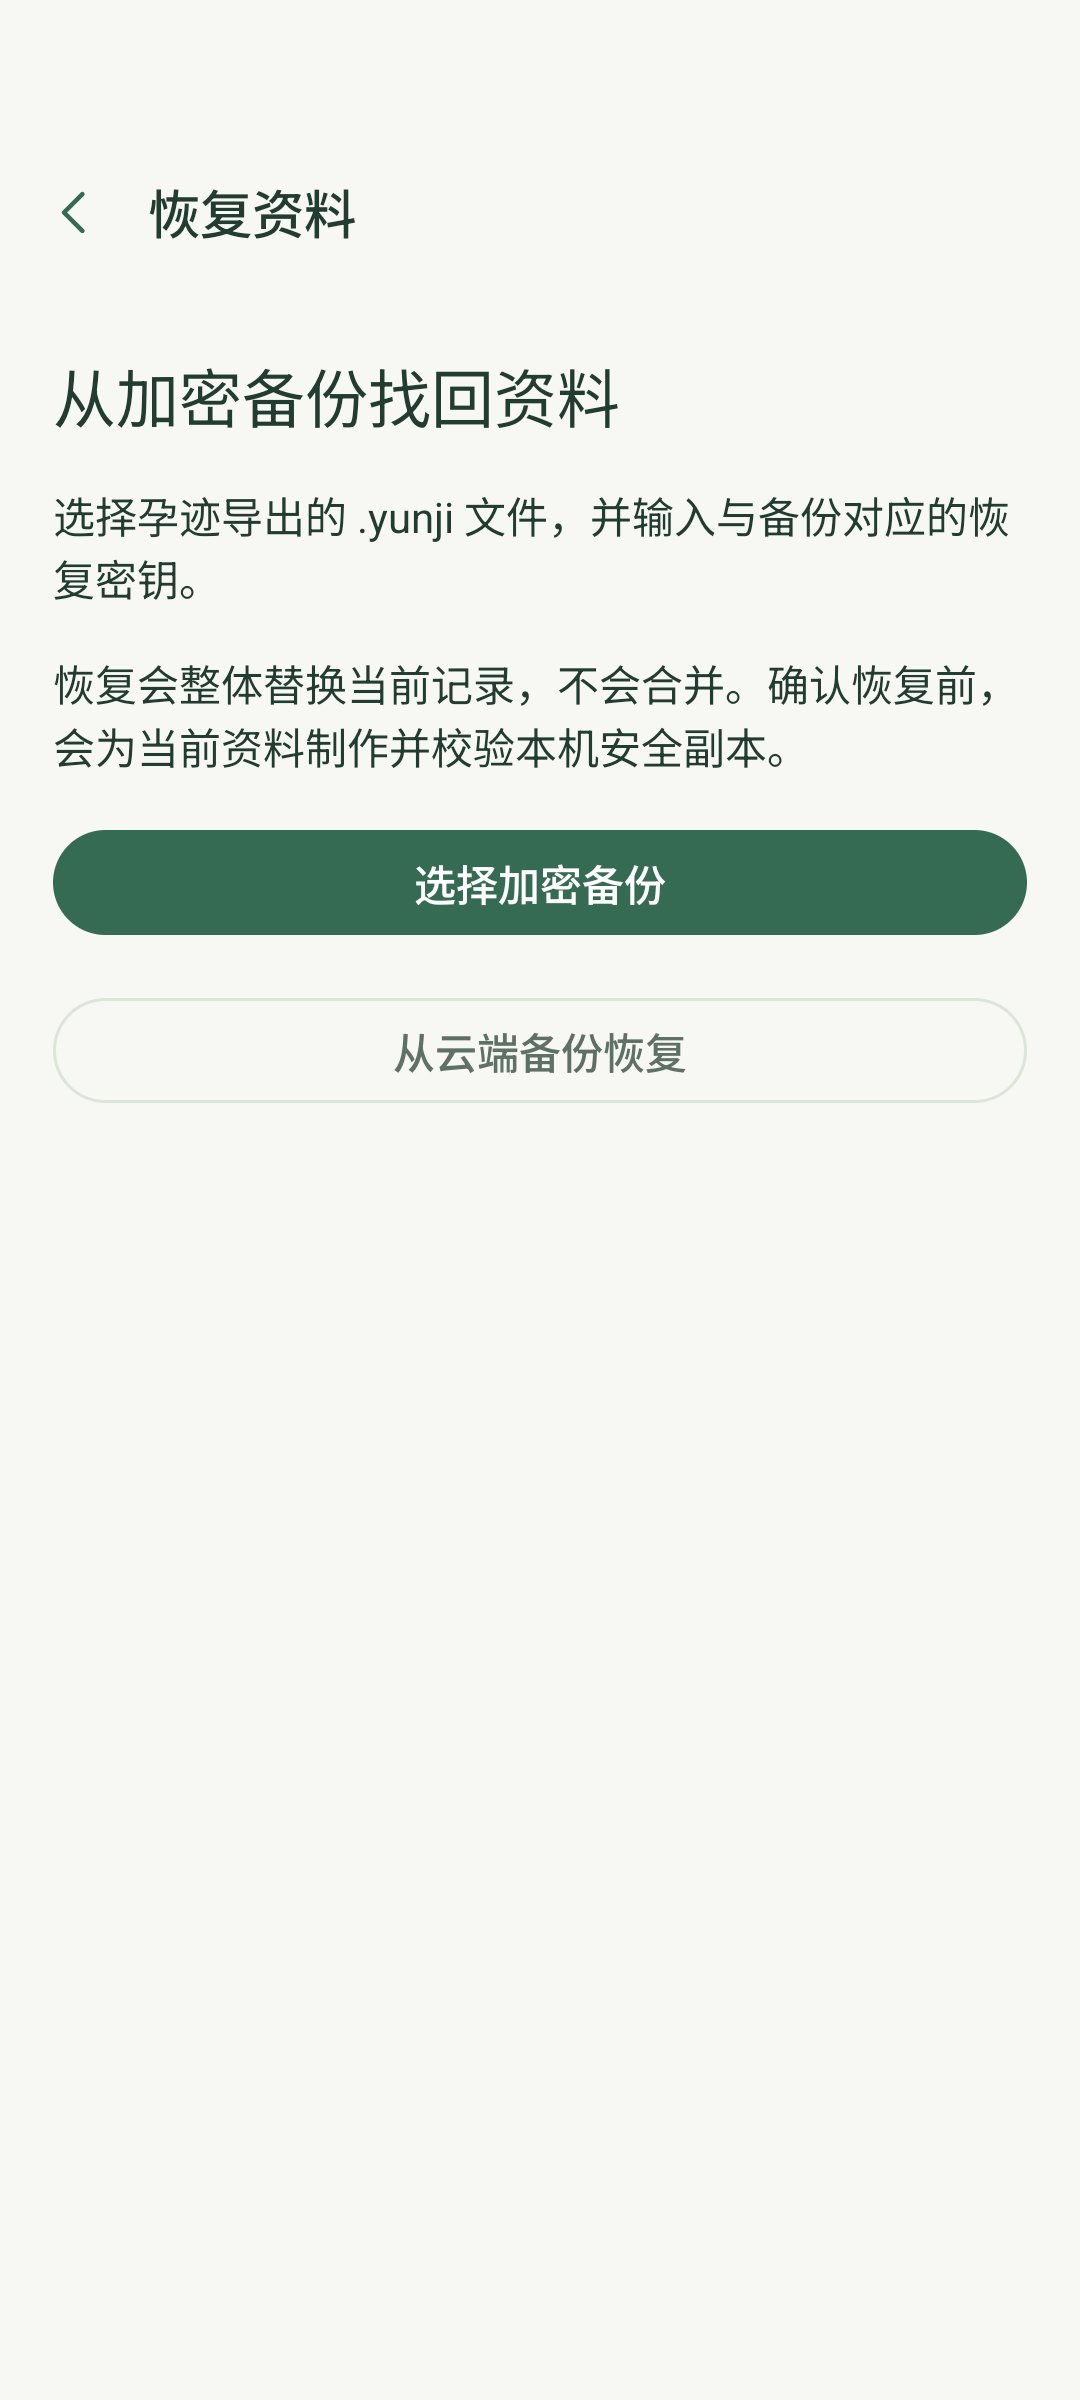 恢复资料
从加密备份找回资料
选择孕迹导出的 .yunji 文件，并输入与备份对应的恢
复密钥。
恢复会整体替换当前记录，不会合并。确认恢复前，
会为当前资料制作并校验本机安全副本。
选择加密备份
从云端备份恢复